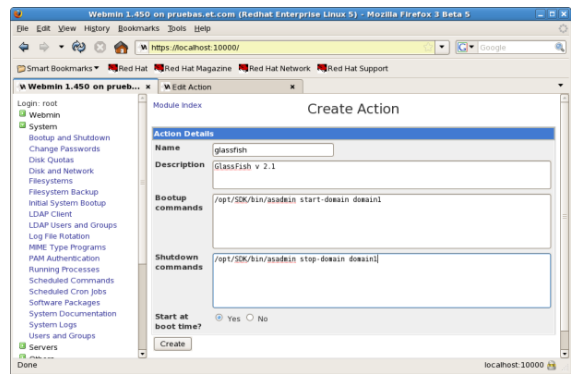 Webmin 1.450 on pruebas.et.com (Redhat Enterprise Linux 5) - Mozilla Firefox 3 Beta 5
File Edit View History Bookmarks Tools Help
https://localhost:10000/
Google
Smart Bookmarks Red Hat Red Hat Magazine Red Hat Network Red Hat Support
Webmin 1.450 on prueb... Edit Action
Login: root
Webmin
System
Bootup and Shutdown
Change Passwords
Disk Quotas
Disk and Network
Filesystems
Filesystem Backup
Initial System Bootup
LDAP Client
LDAP Users and Groups
Log File Rotation
MIME Type Programs
PAM Authentication
Running Processes
Scheduled Commands
Scheduled Cron Jobs
Software Packages
System Documentation
System Logs
Users and Groups
Servers
Module Index
Create Action
Action Details
Name glassfish
Description GlassFish v 2.1
Bootup commands /opt/SDK/bin/asadmin start-domain domain1
Shutdown commands /opt/SDK/bin/asadmin stop-domain domain1
Start at boot time? Yes No
Create
Done
localhost:10000